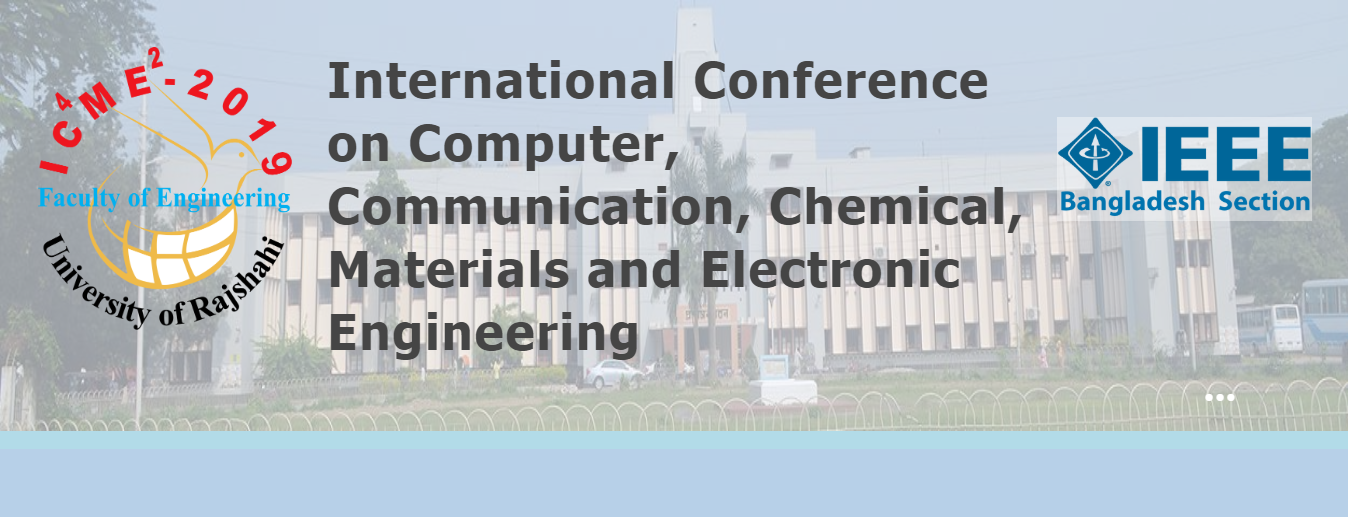 IC⁴ME²-2019
Faculty of Engineering
University of Rajshahi
International Conference
on Computer,
Communication, Chemical,
Materials and Electronic
Engineering
IEEE
Bangladesh Section